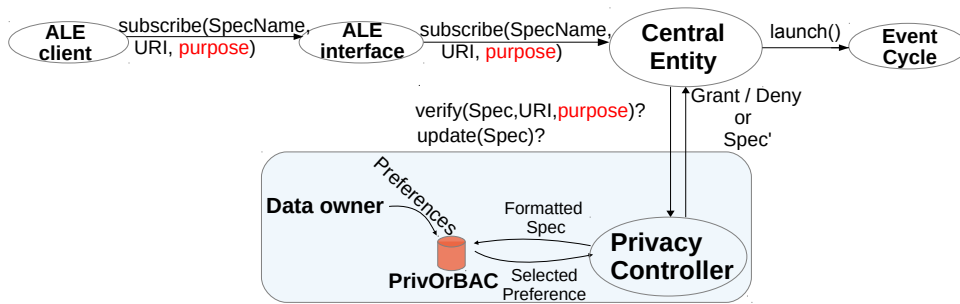 ALE
client
subscribe(SpecName,
URI, purpose)
ALE
interface
subscribe(SpecName,
URI, purpose)
Central
Entity
launch()
Event
Cycle
verify(Spec,URI,purpose)?
update(Spec)?
Grant / Deny
or
Spec'
Preferences
Data owner
PrivOrBAC
Formatted
Spec
Selected
Preference
Privacy
Controller